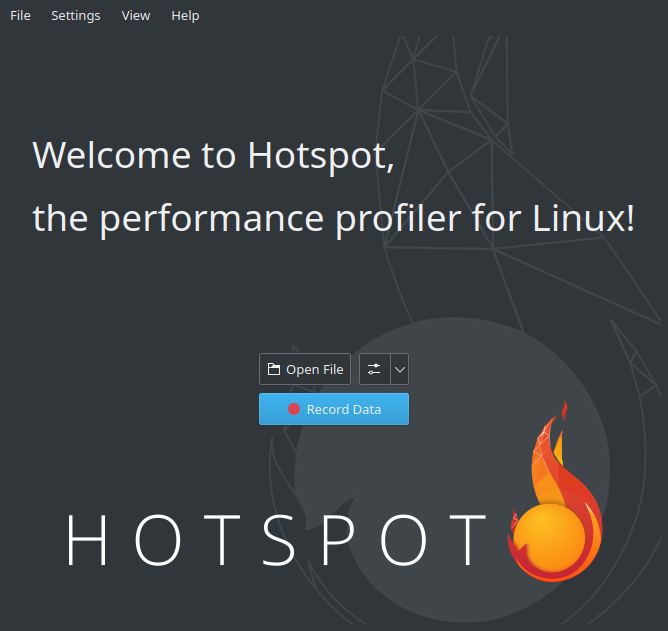 File Settings View Help
Welcome to Hotspot,
the performance profiler for Linux!
Open File
Record Data
HOTSPOT